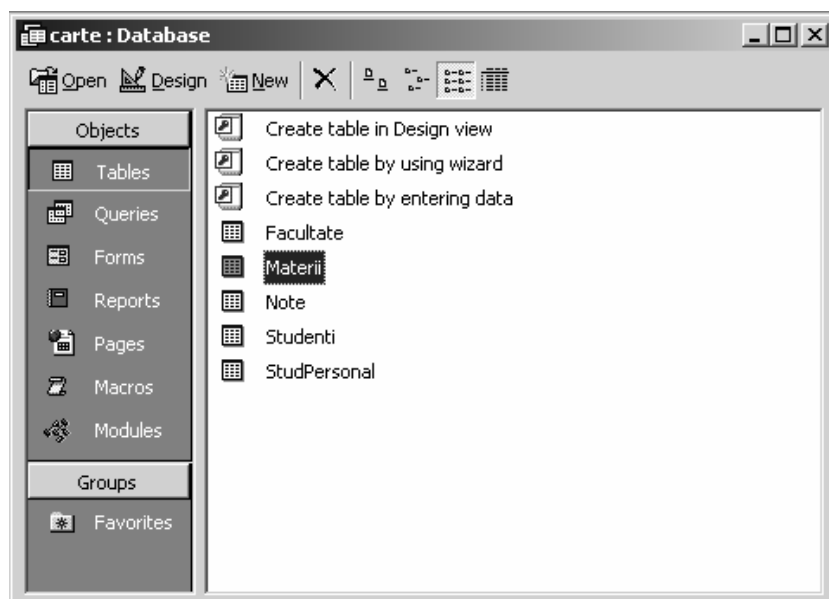 carte : Database
Open Design New
Objects
Tables
Queries
Forms
Reports
Pages
Macros
Modules
Groups
Favorites
Create table in Design view
Create table by using wizard
Create table by entering data
Facultate
Materii
Note
Studenti
StudPersonal